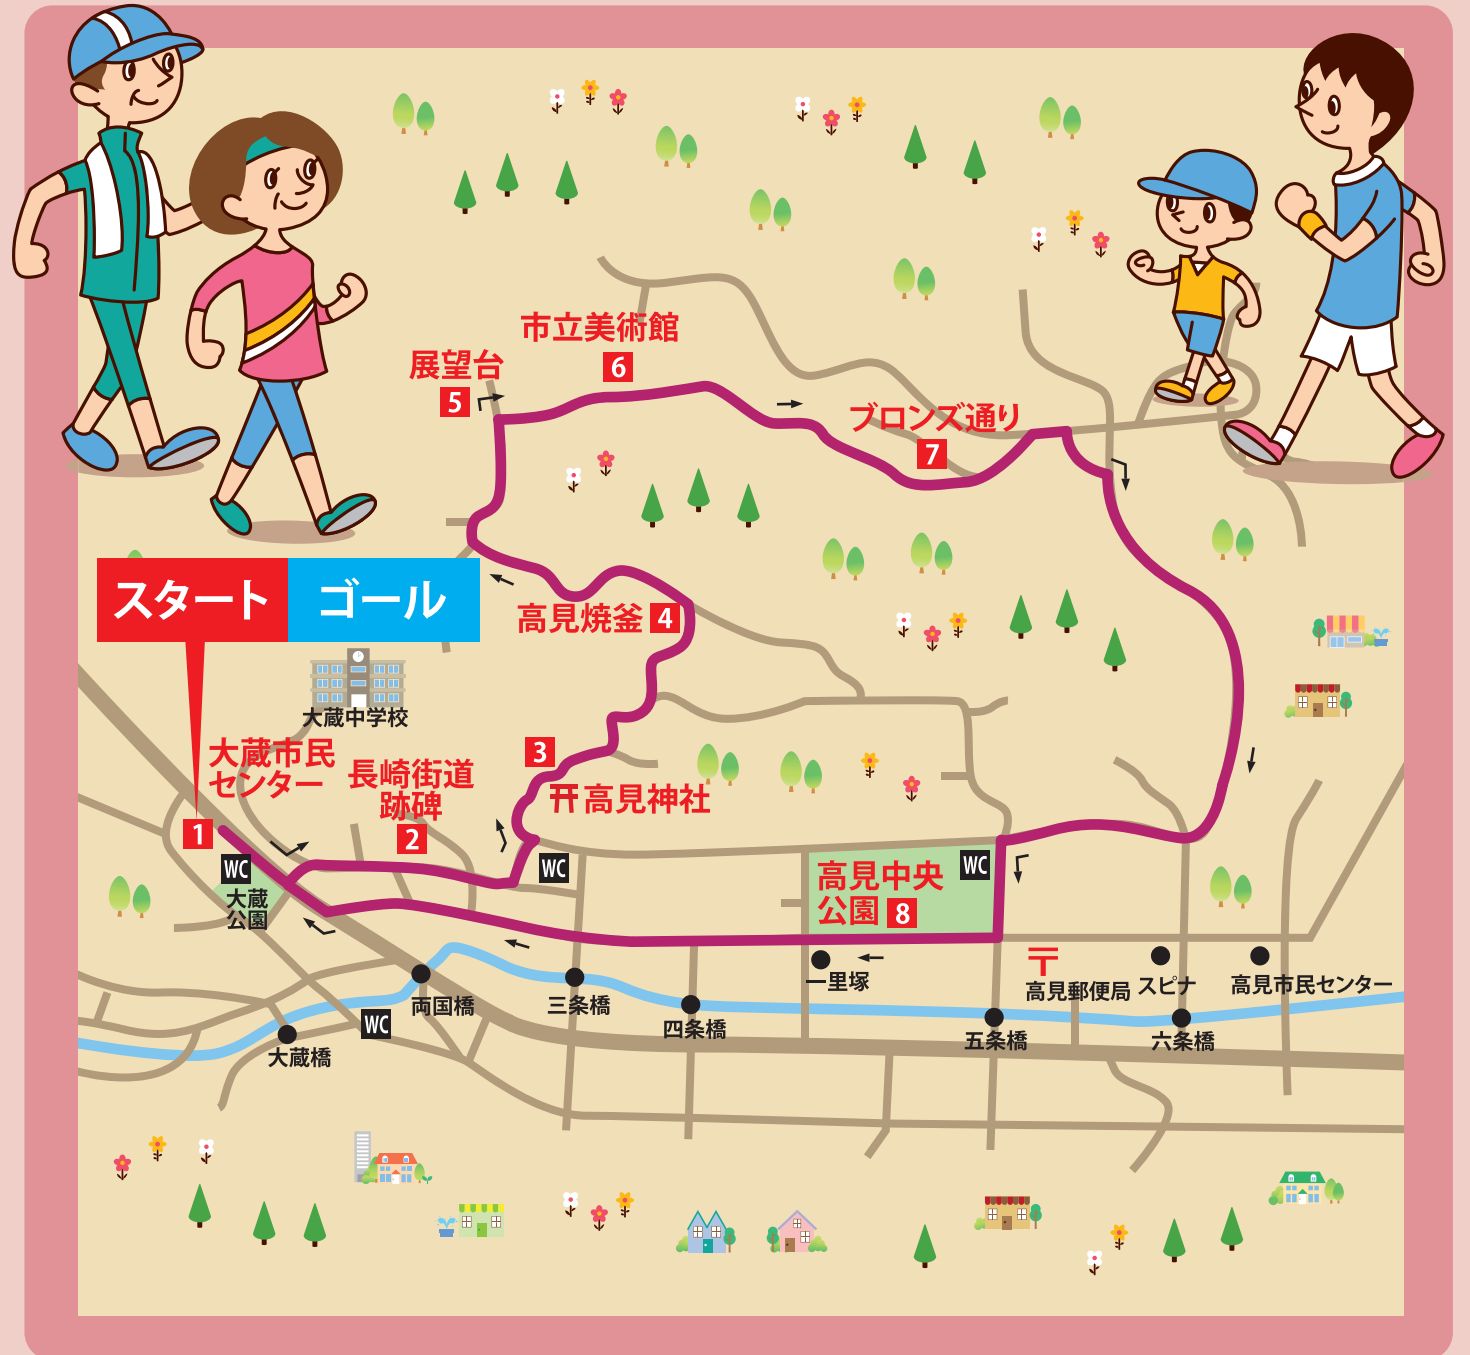 市立美術館
6
展望台
5
ブロンズ通り
7
スタート
ゴール
高見焼釜 4
大蔵中学校
大蔵市民
センター
1
長崎街道
跡碑
2
3
高見神社
WC
大蔵
公園
WC
高見中央
公園 8
WC
一里塚
〒
高見郵便局
スピナ
高見市民センター
両国橋
三条橋
四条橋
五条橋
六条橋
WC
大蔵橋